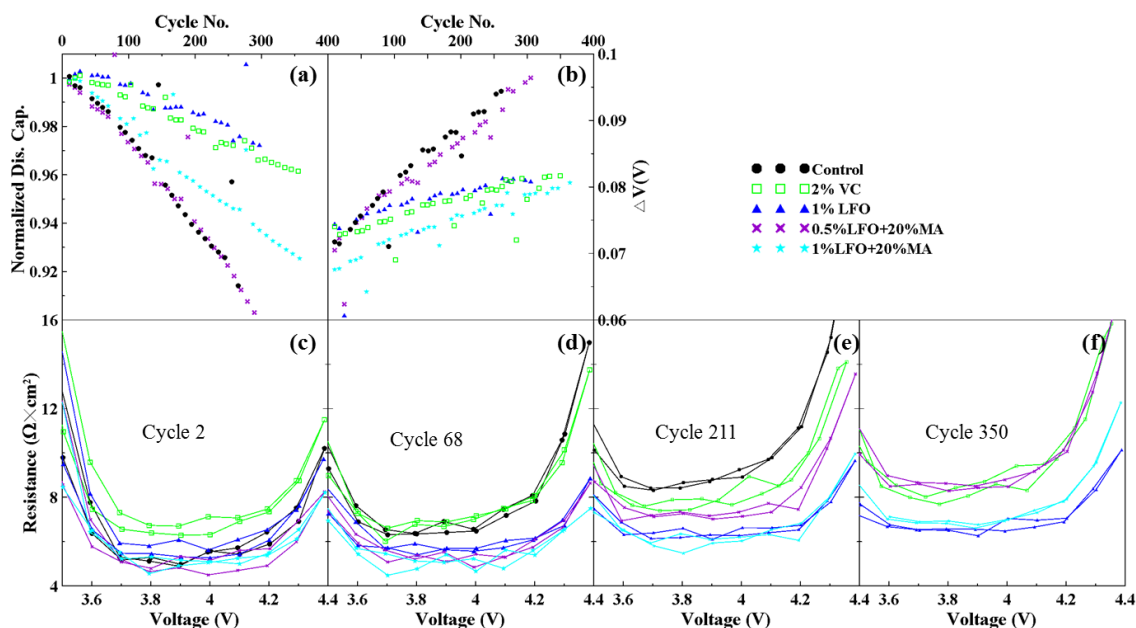 Cycle No.
Cycle No.
0 100 200 300 400
0 100 200 300 400
(a)
(b)
Normalized Dis. Cap.
1
0.98
0.96
0.94
0.92
0.1
0.09
0.08
0.07
0.06
△V(V)
Control
2% VC
1% LFO
0.5%LFO+20%MA
1%LFO+20%MA
(c)
(d)
(e)
(f)
Resistance (Ω×cm²)
16
12
8
4
Cycle 2
Cycle 68
Cycle 211
Cycle 350
3.6 3.8 4 4.2 4.4
3.6 3.8 4 4.2 4.4
3.6 3.8 4 4.2 4.4
3.6 3.8 4 4.2 4.4
Voltage (V)
Voltage (V)
Voltage (V)
Voltage (V)